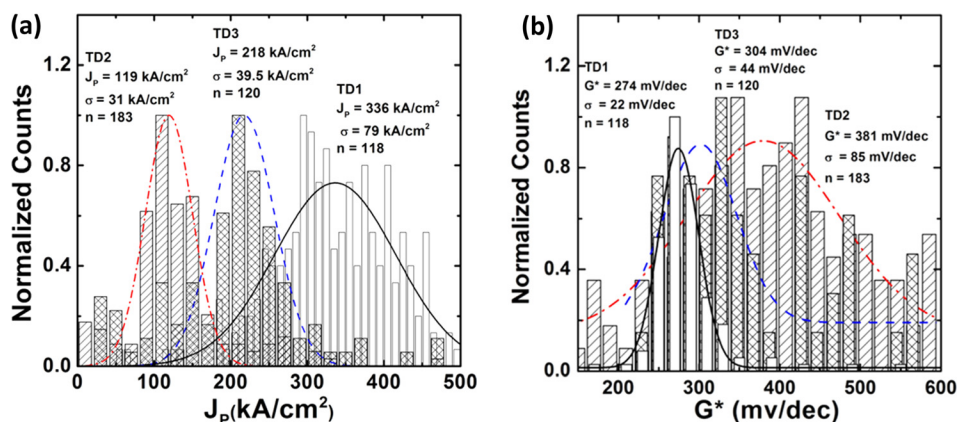 (a)
1.2
0.8
0.4
0.0
Normalized Counts
TD2
J_P = 119 kA/cm²
σ = 31 kA/cm²
n = 183
TD3
J_P = 218 kA/cm²
σ = 39.5 kA/cm²
n = 120
TD1
J_P = 336 kA/cm²
σ = 79 kA/cm²
n = 118
0 100 200 300 400 500
J_P(kA/cm²)
(b)
1.2
0.8
0.4
0.0
Normalized Counts
TD1
G* = 274 mV/dec
σ = 22 mV/dec
n = 118
TD3
G* = 304 mV/dec
σ = 44 mV/dec
n = 120
TD2
G* = 381 mV/dec
σ = 85 mV/dec
n = 183
200 300 400 500 600
G* (mv/dec)